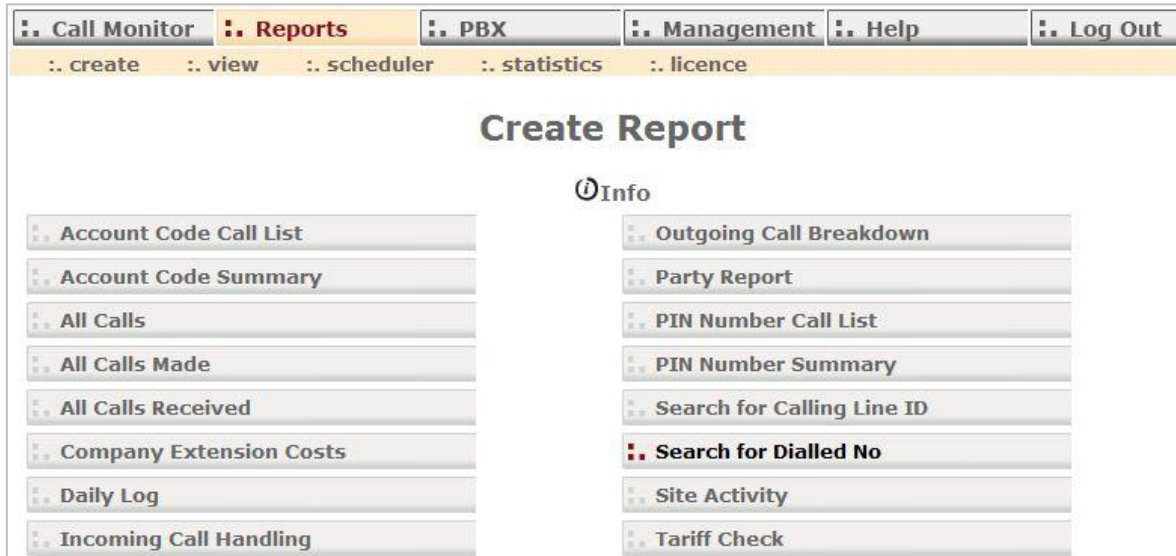 :. Call Monitor :. Reports :. PBX :. Management :. Help :. Log Out
:. create :. view :. scheduler :. statistics :. licence
Create Report
Info
:. Account Code Call List
:. Account Code Summary
:. All Calls
:. All Calls Made
:. All Calls Received
:. Company Extension Costs
:. Daily Log
:. Incoming Call Handling
:. Outgoing Call Breakdown
:. Party Report
:. PIN Number Call List
:. PIN Number Summary
:. Search for Calling Line ID
:. Search for Dialled No
:. Site Activity
:. Tariff Check